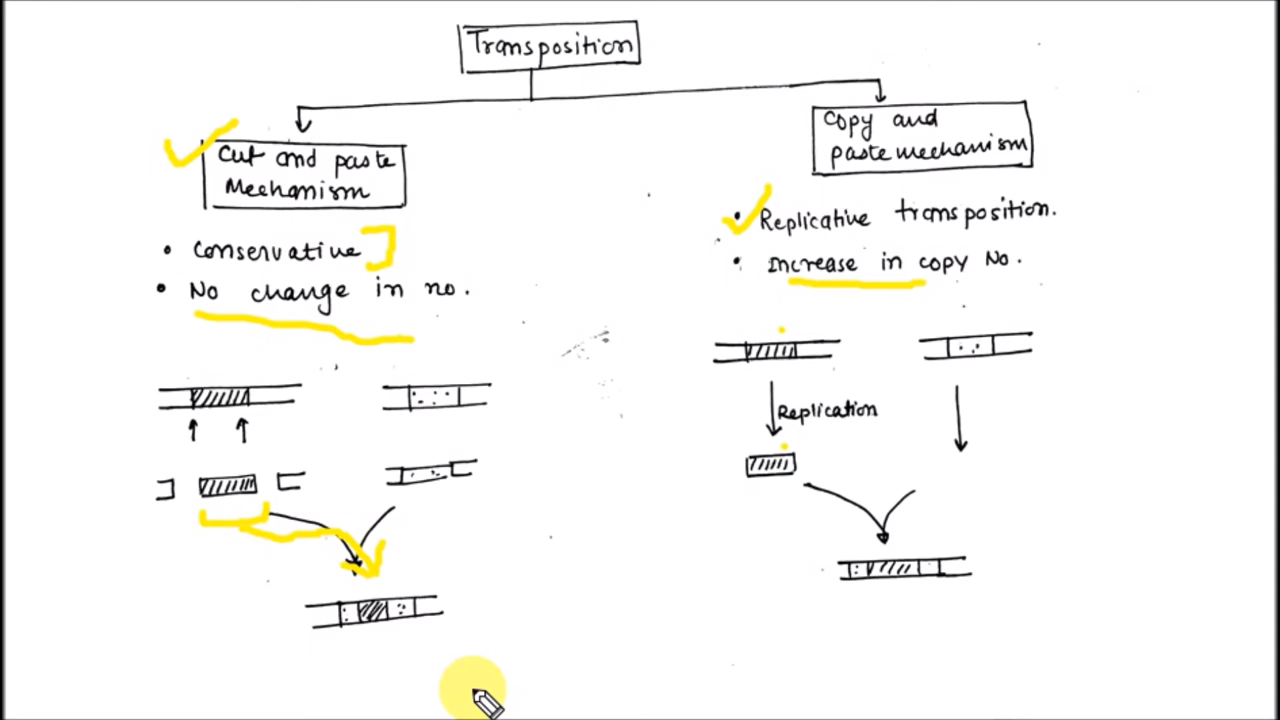 Transposition
Cut and paste
Mechanism
• Conservative
• No change in no.
Copy and
paste mechanism
• Replicative transposition.
• Increase in copy No.
Replication